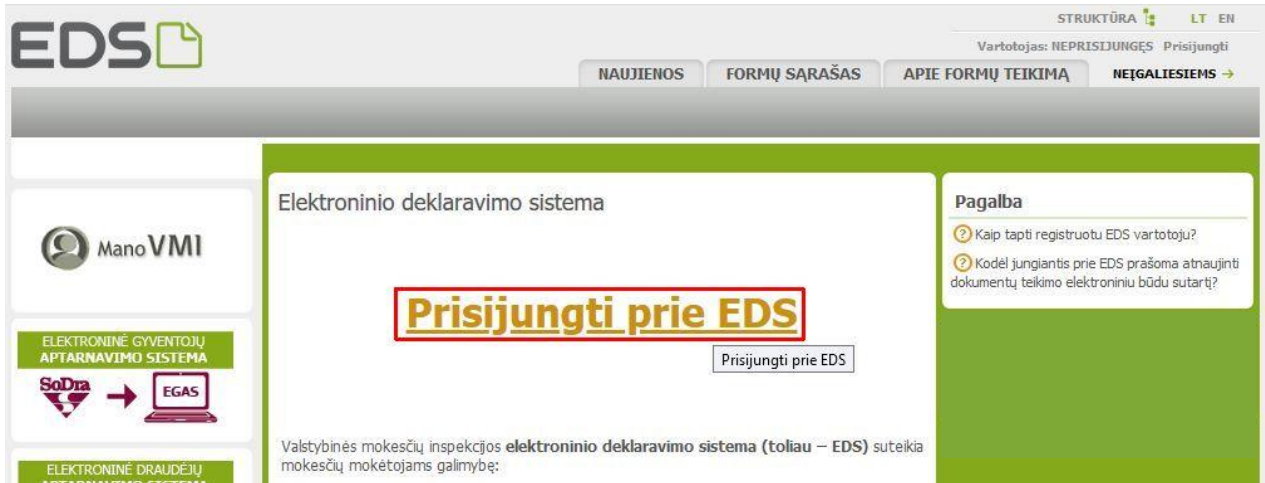 EDS
STRUKTŪRA LT EN
Vartotojas: NEPRISIJUNGĘS Prisijungti
NAUJIENOS FORMŲ SĄRAŠAS APIE FORMŲ TEIKIMĄ NEĮGALIESIEMS →
Mano VMI
ELEKTRONINĖ GYVENTOJŲ
APTARNAVIMO SISTEMA
SoDra → EGAS
ELEKTRONINĖ DRAUDĖJŲ
APTARNAVIMO SISTEMA
Elektroninio deklaravimo sistema
Prisijungti prie EDS
Prisijungti prie EDS
Valstybinės mokesčių inspekcijos elektroninio deklaravimo sistema (toliau – EDS) suteikia
mokesčių mokėtojams galimybę:
Pagalba
? Kaip tapti registruotu EDS vartotoju?
? Kodėl jungiantis prie EDS prašoma atnaujinti
dokumentų teikimo elektroniniu būdu sutartį?